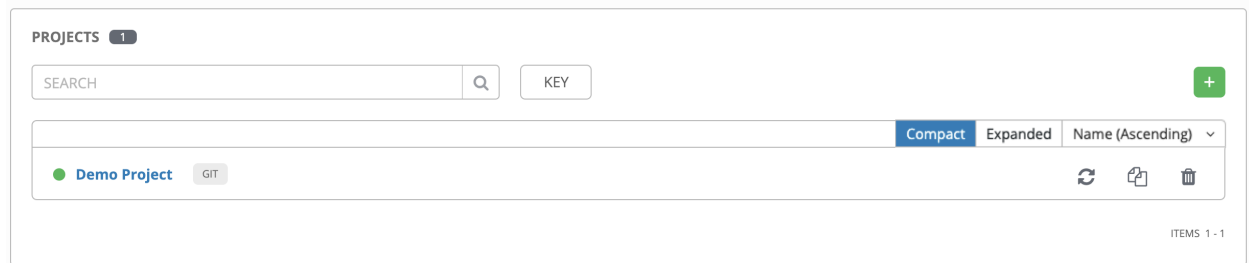 PROJECTS 1
SEARCH KEY +
Compact Expanded Name (Ascending)
Demo Project GIT
ITEMS 1 - 1